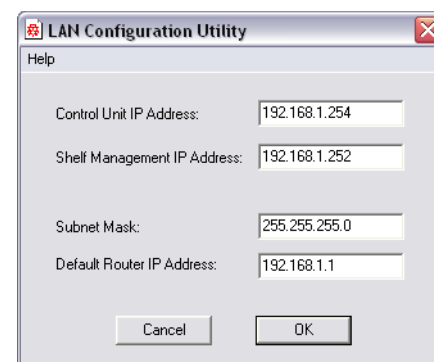 LAN Configuration Utility
Help
Control Unit IP Address: 192.168.1.254
Shelf Management IP Address: 192.168.1.252
Subnet Mask: 255.255.255.0
Default Router IP Address: 192.168.1.1
Cancel OK